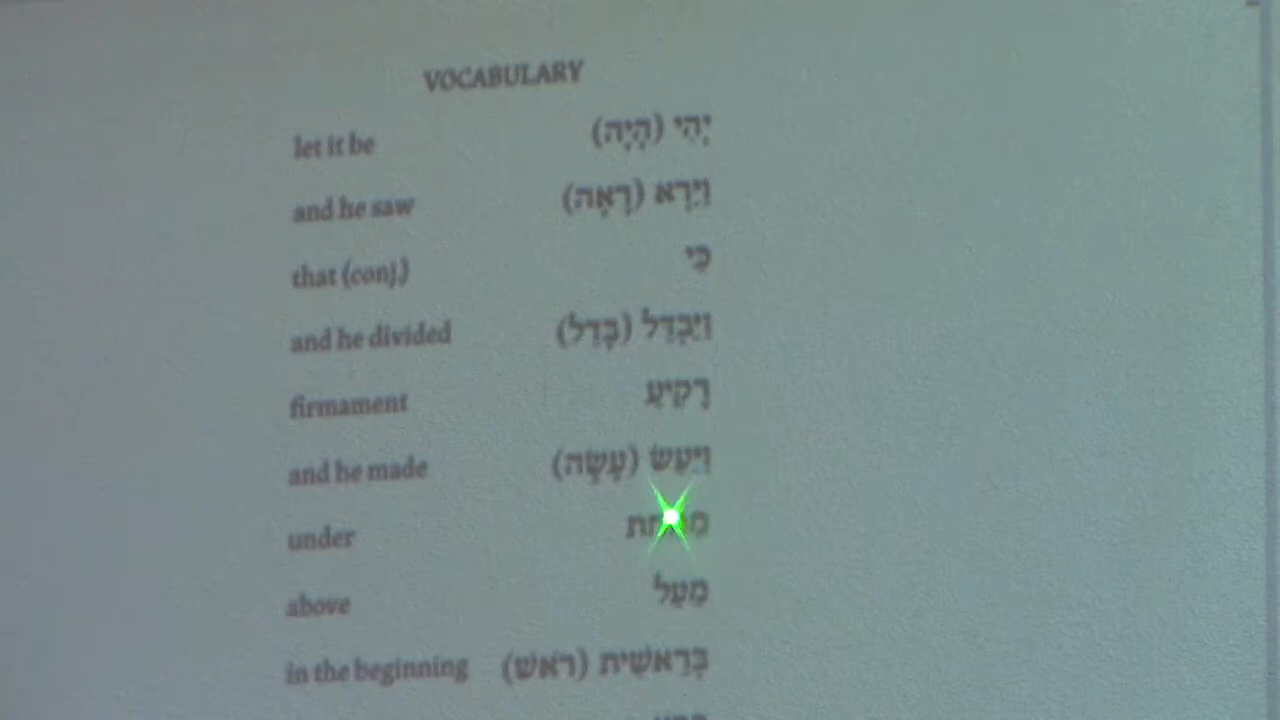 VOCABULARY
let it be יְהִי (הָיָה)
and he saw וַיַּרְא (רָאָה)
that (conj.) כִּי
and he divided וַיַּבְדֵּל (בָּדַל)
firmament רָקִיעַ
and he made וַיַּעַשׂ (עָשָׂה)
under
above מֵעַל
in the beginning בְּרֵאשִׁית (רֹאשׁ)